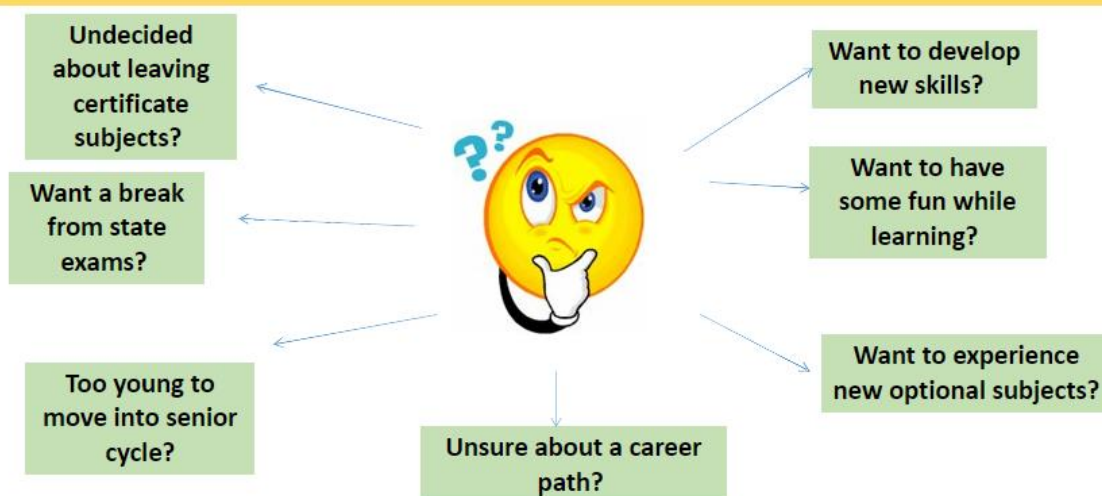 Undecided
about leaving
certificate
subjects?
Want to develop
new skills?
? ?
Want a break
from state
exams?
Want to have
some fun while
learning?
Too young to
move into senior
cycle?
Want to experience
new optional subjects?
Unsure about a career
path?